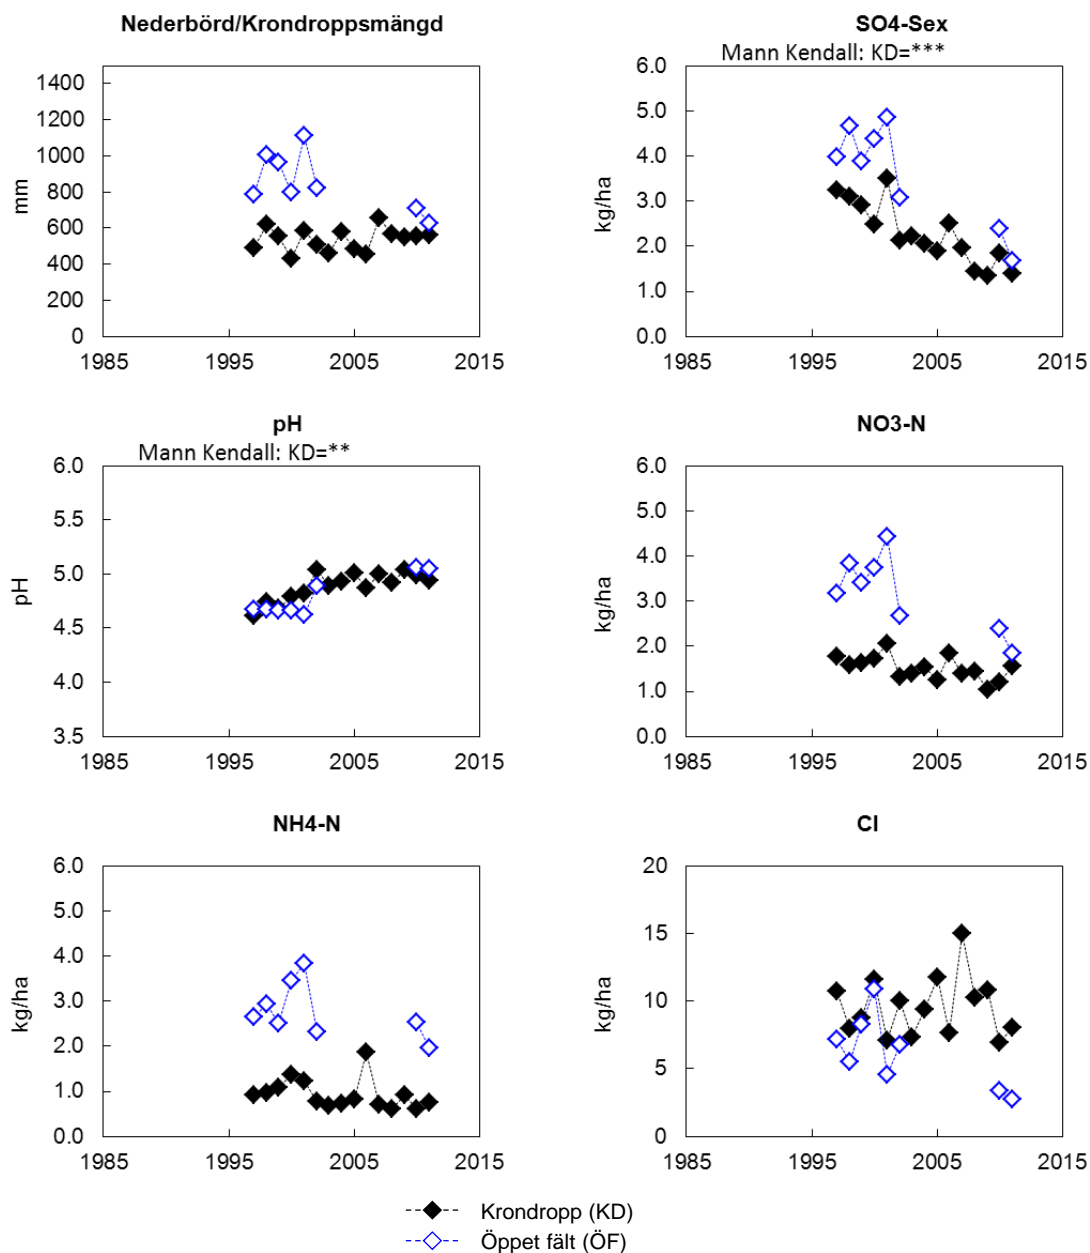 Nederbörd/Krondroppsmängd
1400
1200
1000
800
600
400
200
0
mm
1985 1995 2005 2015
SO4-Sex
Mann Kendall: KD=***
6.0
5.0
4.0
3.0
2.0
1.0
0.0
kg/ha
1985 1995 2005 2015
pH
Mann Kendall: KD=**
6.0
5.5
5.0
4.5
4.0
3.5
pH
1985 1995 2005 2015
NO3-N
6.0
5.0
4.0
3.0
2.0
1.0
0.0
kg/ha
1985 1995 2005 2015
NH4-N
6.0
5.0
4.0
3.0
2.0
1.0
0.0
kg/ha
1985 1995 2005 2015
Cl
20
15
10
5
0
kg/ha
1985 1995 2005 2015
Krondropp (KD)
Öppet fält (ÖF)